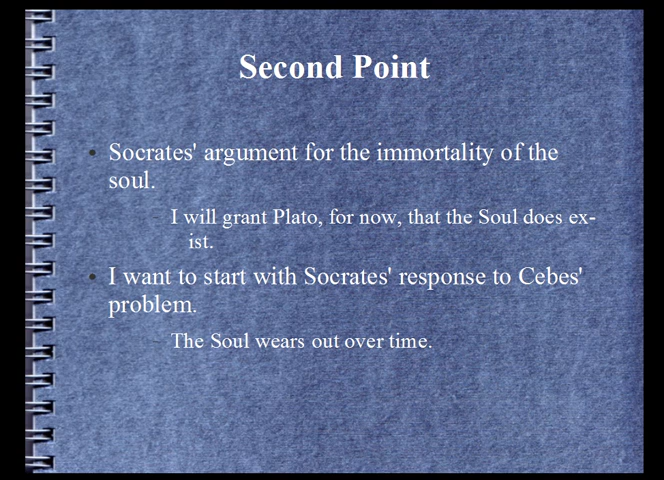 Second Point
• Socrates' argument for the immortality of the
soul.
I will grant Plato, for now, that the Soul does ex-
ist.
• I want to start with Socrates' response to Cebes'
problem.
The Soul wears out over time.